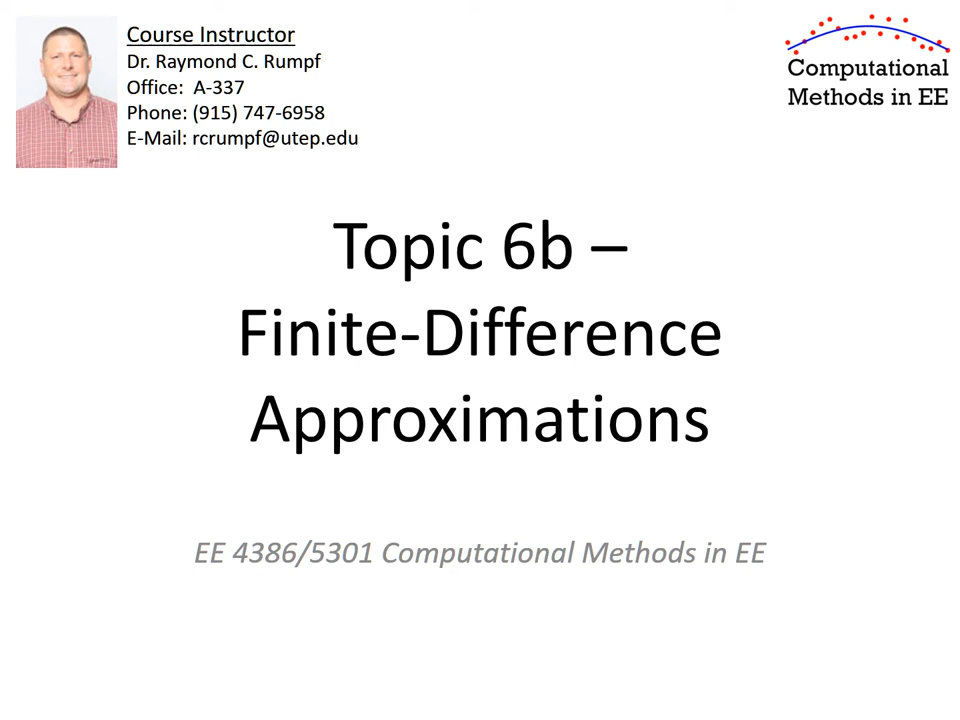 Course Instructor
Dr. Raymond C. Rumpf
Office: A-337
Phone: (915) 747-6958
E-Mail: rcrumpf@utep.edu
Computational
Methods in EE
Topic 6b –
Finite-Difference
Approximations
EE 4386/5301 Computational Methods in EE